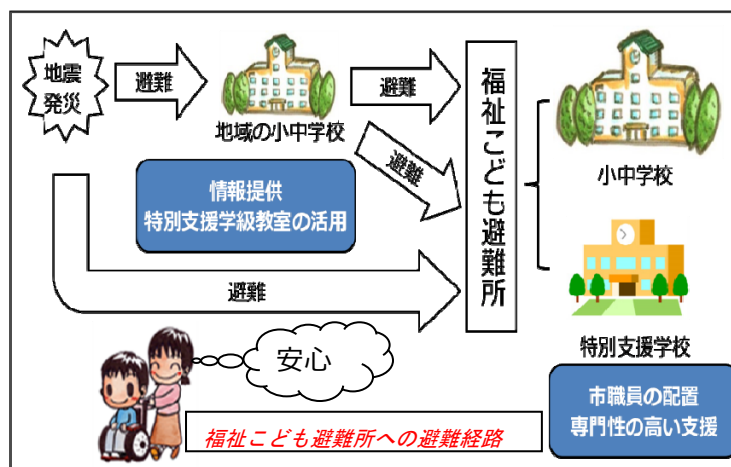 地震
発災
避難
地域の小中学校
避難
避難
情報提供
特別支援学級教室の活用
避難
福祉こども避難所
小中学校
特別支援学校
市職員の配置
専門性の高い支援
安心
福祉こども避難所への避難経路